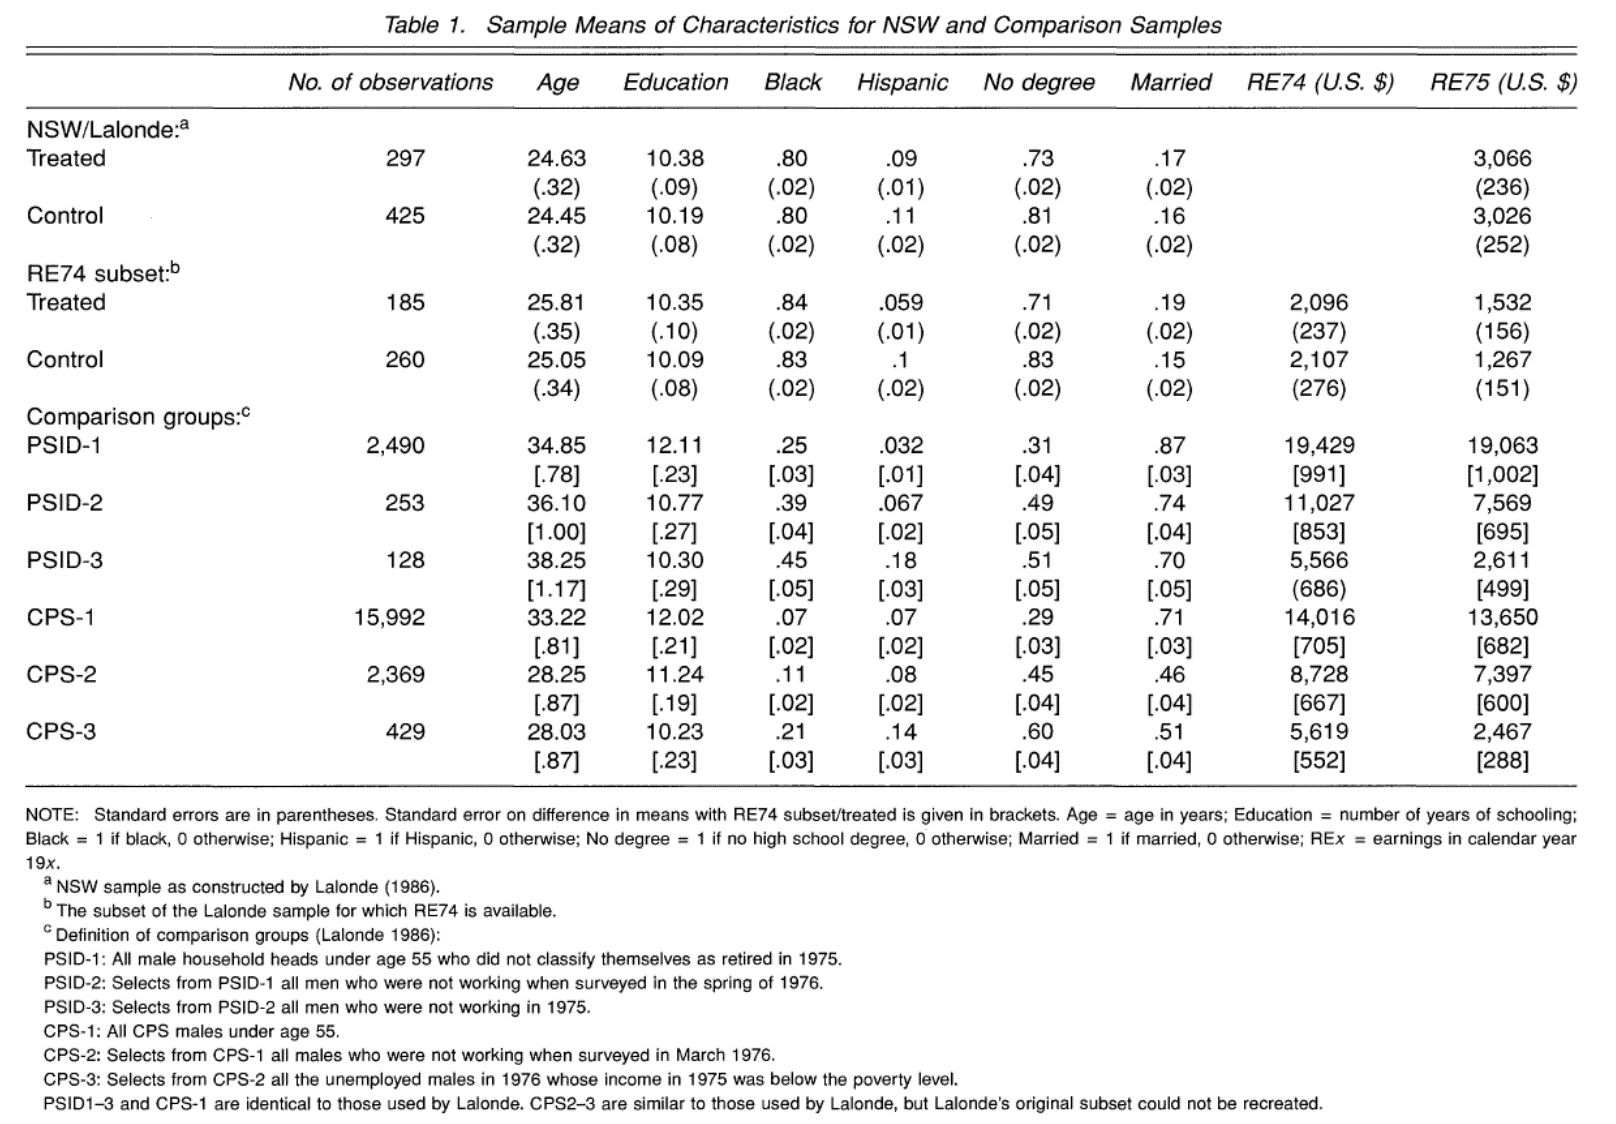 Table 1. Sample Means of Characteristics for NSW and Comparison Samples
No. of observations Age Education Black Hispanic No degree Married RE74 (U.S. $) RE75 (U.S. $)
NSW/Lalonde:a
Treated 297 24.63 10.38 .80 .09 .73 .17 3,066
(.32) (.09) (.02) (.01) (.02) (.02) (236)
Control 425 24.45 10.19 .80 .11 .81 .16 3,026
(.32) (.08) (.02) (.02) (.02) (.02) (252)
RE74 subset:b
Treated 185 25.81 10.35 .84 .059 .71 .19 2,096 1,532
(.35) (.10) (.02) (.01) (.02) (.02) (237) (156)
Control 260 25.05 10.09 .83 .1 .83 .15 2,107 1,267
(.34) (.08) (.02) (.02) (.02) (.02) (276) (151)
Comparison groups:c
PSID-1 2,490 34.85 12.11 .25 .032 .31 .87 19,429 19,063
[.78] [.23] [.03] [.01] [.04] [.03] [991] [1,002]
PSID-2 253 36.10 10.77 .39 .067 .49 .74 11,027 7,569
[1.00] [.27] [.04] [.02] [.05] [.04] [853] [695]
PSID-3 128 38.25 10.30 .45 .18 .51 .70 5,566 2,611
[1.17] [.29] [.05] [.03] [.05] [.05] (686) [499]
CPS-1 15,992 33.22 12.02 .07 .07 .29 .71 14,016 13,650
[.81] [.21] [.02] [.02] [.03] [.03] [705] [682]
CPS-2 2,369 28.25 11.24 .11 .08 .45 .46 8,728 7,397
[.87] [.19] [.02] [.02] [.04] [.04] [667] [600]
CPS-3 429 28.03 10.23 .21 .14 .60 .51 5,619 2,467
[.87] [.23] [.03] [.03] [.04] [.04] [552] [288]
NOTE: Standard errors are in parentheses. Standard error on difference in means with RE74 subset/treated is given in brackets. Age = age in years; Education = number of years of schooling;
Black = 1 if black, 0 otherwise; Hispanic = 1 if Hispanic, 0 otherwise; No degree = 1 if no high school degree, 0 otherwise; Married = 1 if married, 0 otherwise; REx = earnings in calendar year
19x.
a NSW sample as constructed by Lalonde (1986).
b The subset of the Lalonde sample for which RE74 is available.
c Definition of comparison groups (Lalonde 1986):
PSID-1: All male household heads under age 55 who did not classify themselves as retired in 1975.
PSID-2: Selects from PSID-1 all men who were not working when surveyed in the spring of 1976.
PSID-3: Selects from PSID-2 all men who were not working in 1975.
CPS-1: All CPS males under age 55.
CPS-2: Selects from CPS-1 all males who were not working when surveyed in March 1976.
CPS-3: Selects from CPS-2 all the unemployed males in 1976 whose income in 1975 was below the poverty level.
PSID1–3 and CPS-1 are identical to those used by Lalonde. CPS2–3 are similar to those used by Lalonde, but Lalonde's original subset could not be recreated.